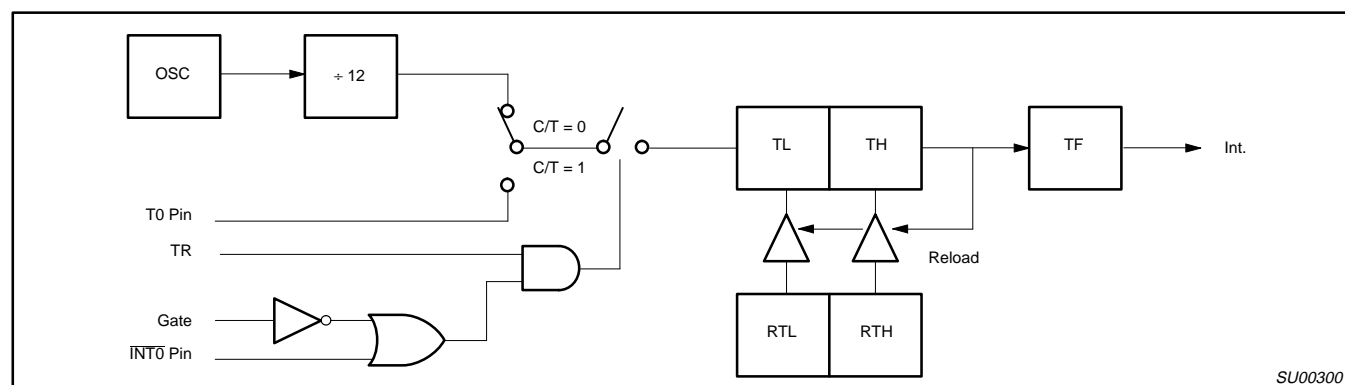 OSC
÷ 12
C/T = 0
C/T = 1
TL
TH
TF
Int.
T0 Pin
TR
Reload
Gate
INT0 Pin
RTL
RTH
SU00300